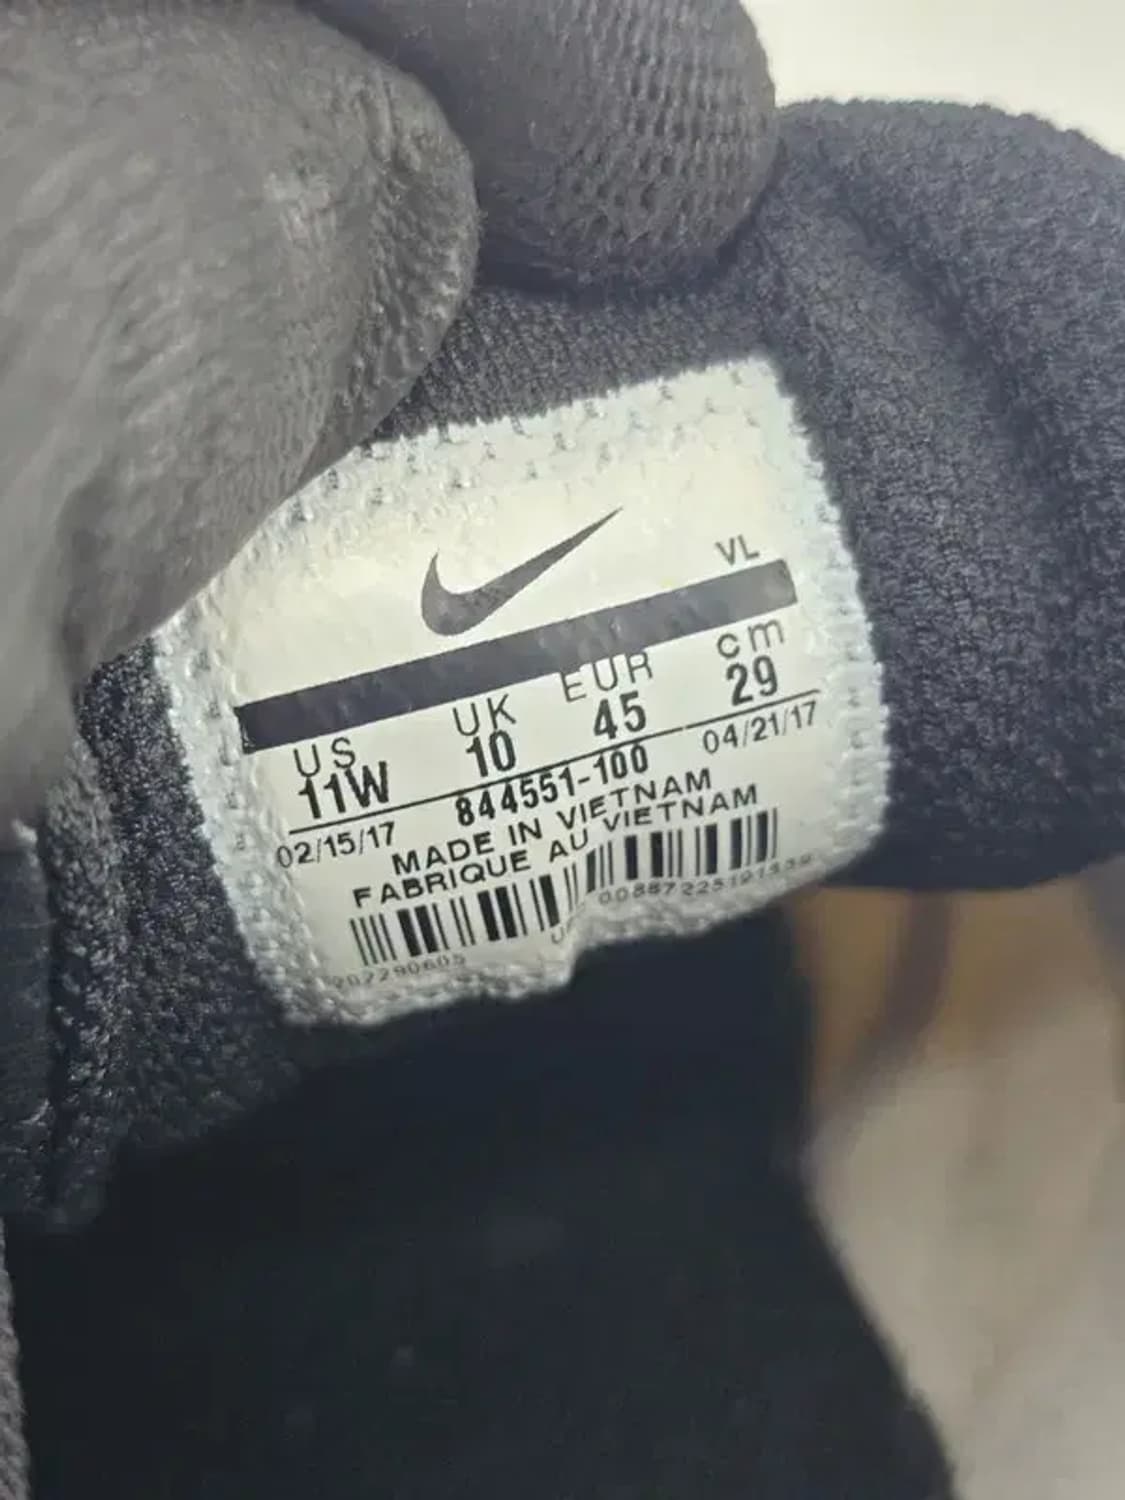 VL
US UK EUR cm
11W 10 45 29
02/15/17 844551-100 04/21/17
MADE IN VIETNAM
FABRIQUE AU VIETNAM